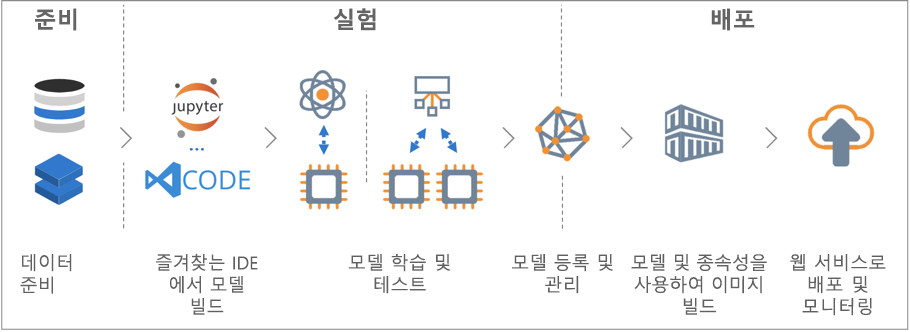 준비
실험
배포
jupyter
...
CODE
데이터
준비
즐겨찾는 IDE
에서 모델
빌드
모델 학습 및
테스트
모델 등록 및
관리
모델 및 종속성을
사용하여 이미지
빌드
웹 서비스로
배포 및
모니터링